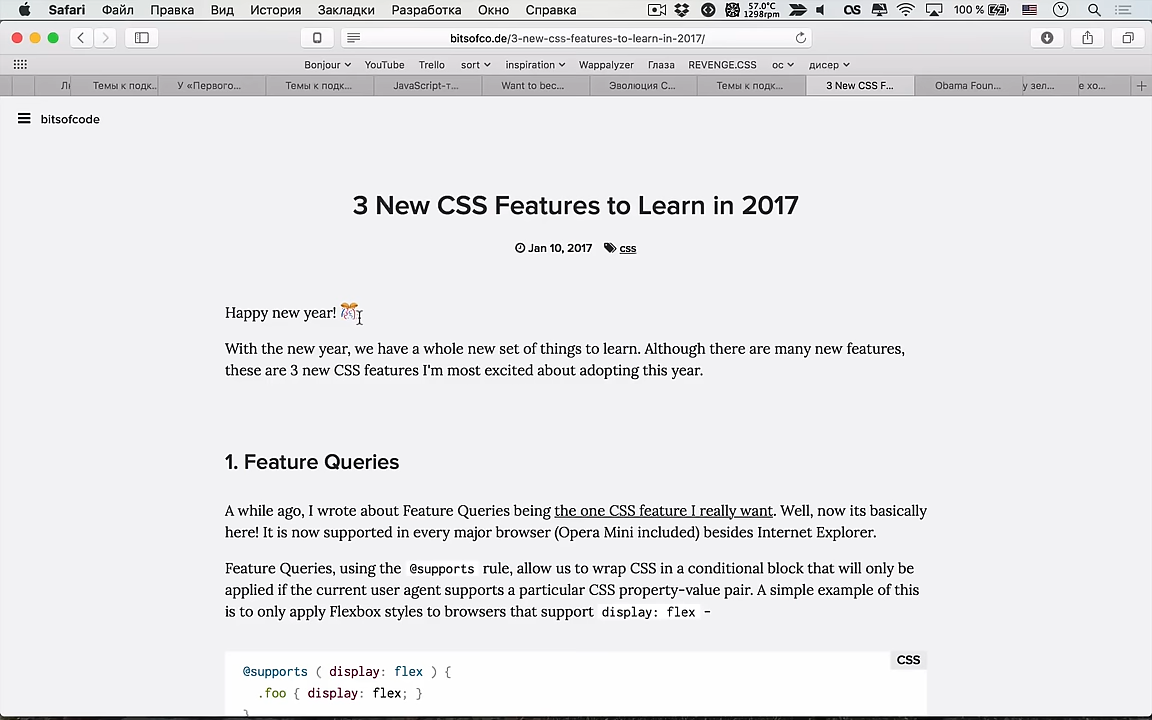 Safari Файл Правка Вид История Закладки Разработка Окно Справка 57.0°C 1298rpm 100 %
bitsofco.de/3-new-css-features-to-learn-in-2017/
Bonjour YouTube Trello sort inspiration Wappalyzer Глаза REVENGE.CSS ос дисер
Темы к подк... У «Первого... Темы к подк... JavaScript-т... Want to bec... Эволюция С... Темы к подк... 3 New CSS F... Obama Foun... у зел... е хо...
bitsofcode
3 New CSS Features to Learn in 2017
Jan 10, 2017 css
Happy new year!
With the new year, we have a whole new set of things to learn. Although there are many new features,
these are 3 new CSS features I'm most excited about adopting this year.
1. Feature Queries
A while ago, I wrote about Feature Queries being the one CSS feature I really want. Well, now its basically
here! It is now supported in every major browser (Opera Mini included) besides Internet Explorer.
Feature Queries, using the @supports rule, allow us to wrap CSS in a conditional block that will only be
applied if the current user agent supports a particular CSS property-value pair. A simple example of this
is to only apply Flexbox styles to browsers that support display: flex –
CSS
@supports ( display: flex ) {
.foo { display: flex; }